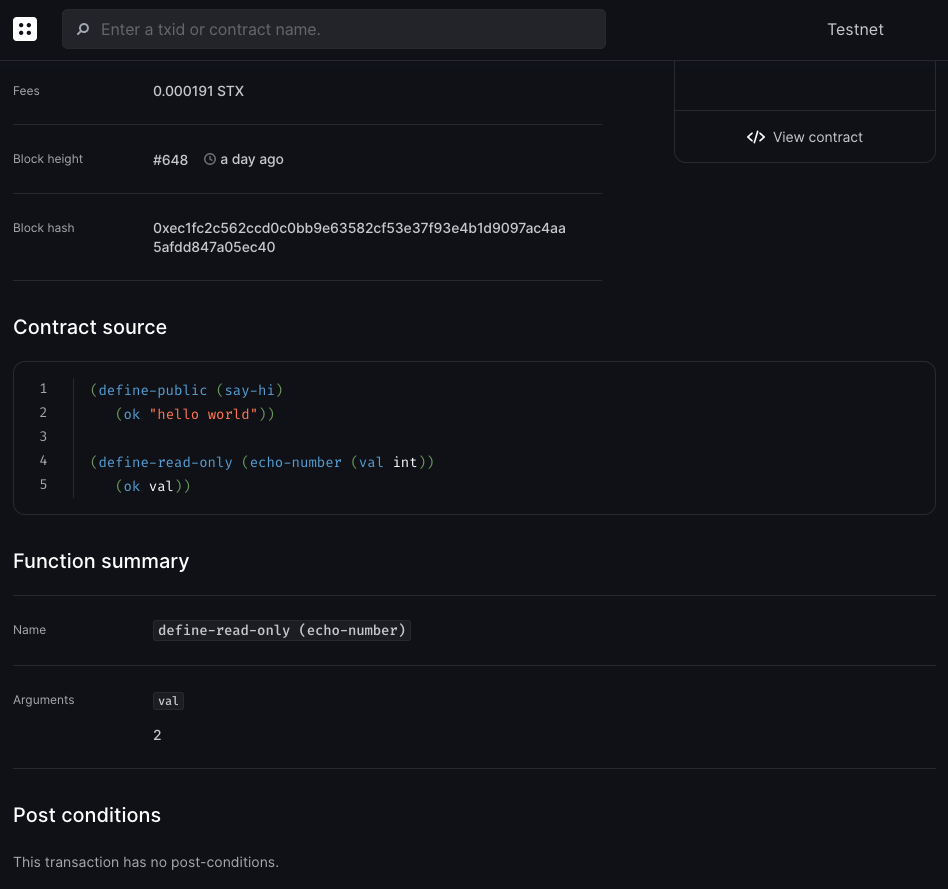 Enter a txid or contract name.
Testnet
Fees
0.000191 STX
View contract
Block height
#648
a day ago
Block hash
0xec1fc2c562ccd0c0bb9e63582cf53e37f93e4b1d9097ac4aa
5afdd847a05ec40
Contract source
1 (define-public (say-hi)
2 (ok "hello world"))
3
4 (define-read-only (echo-number (val int))
5 (ok val))
Function summary
Name
define-read-only (echo-number)
Arguments
val
2
Post conditions
This transaction has no post-conditions.